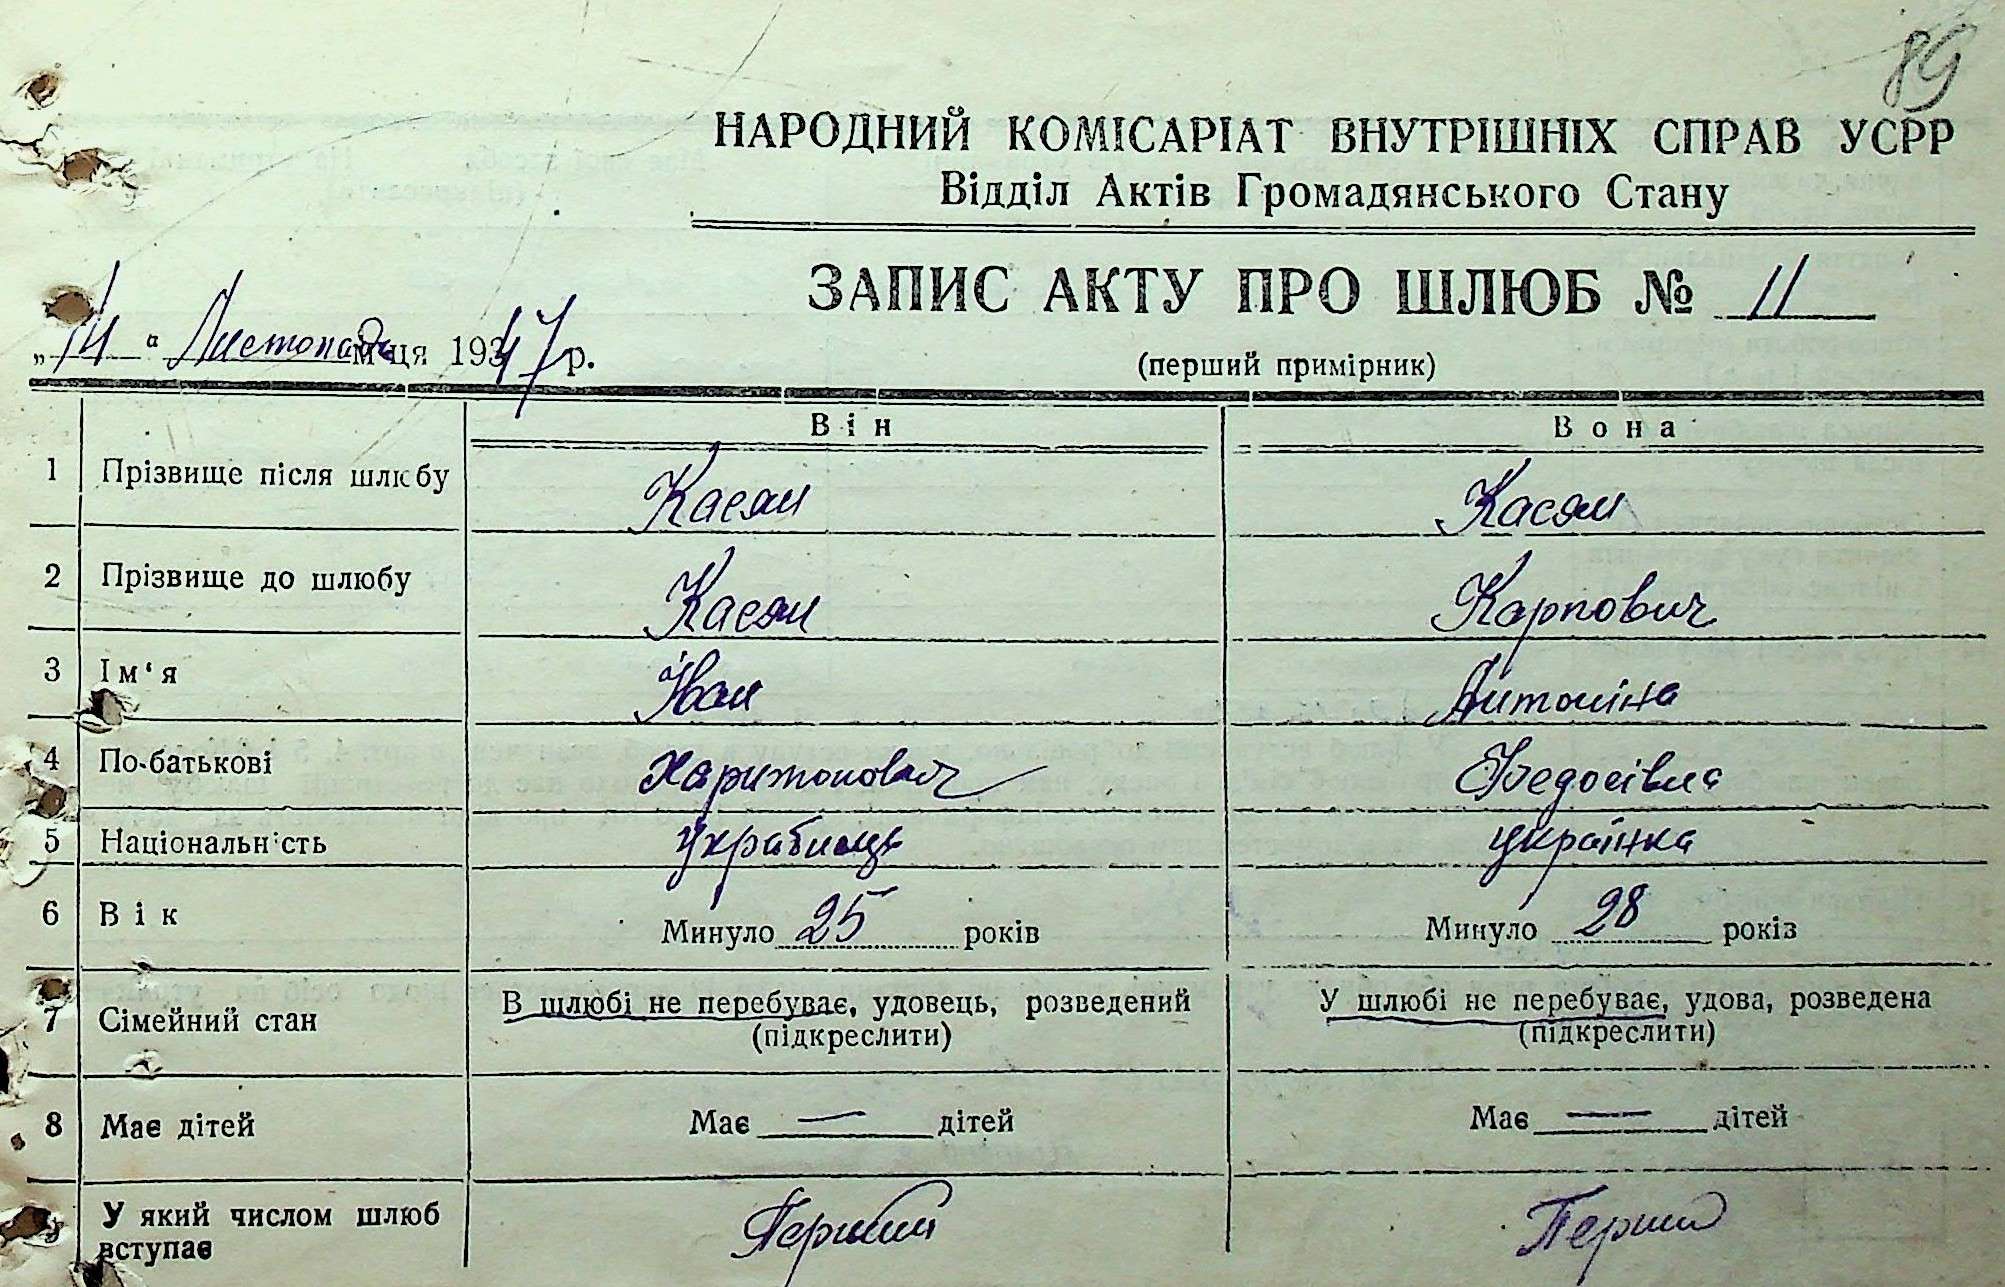 89
НАРОДНИЙ КОМІСАРІАТ ВНУТРІШНІХ СПРАВ УСРР
Відділ Актів Громадянського Стану
ЗАПИС АКТУ ПРО ШЛЮБ № 11
„14“ Листопада м-ця 1947 р.
(перший примірник)
Він Вона
1 Прізвище після шлюбу Касян Касян
2 Прізвище до шлюбу Касян Карпович
3 Ім‘я Іван Антоніна
4 По-батькові Харитонович Федосівна
5 Національність Українець Українка
6 Вік Минуло 25 років Минуло 28 років
7 Сімейний стан В шлюбі не перебуває, удовець, розведений У шлюбі не перебуває, удова, розведена
(підкреслити) (підкреслити)
8 Має дітей Має — дітей Має — дітей
9 У який числом шлюб вступає Перший Перший